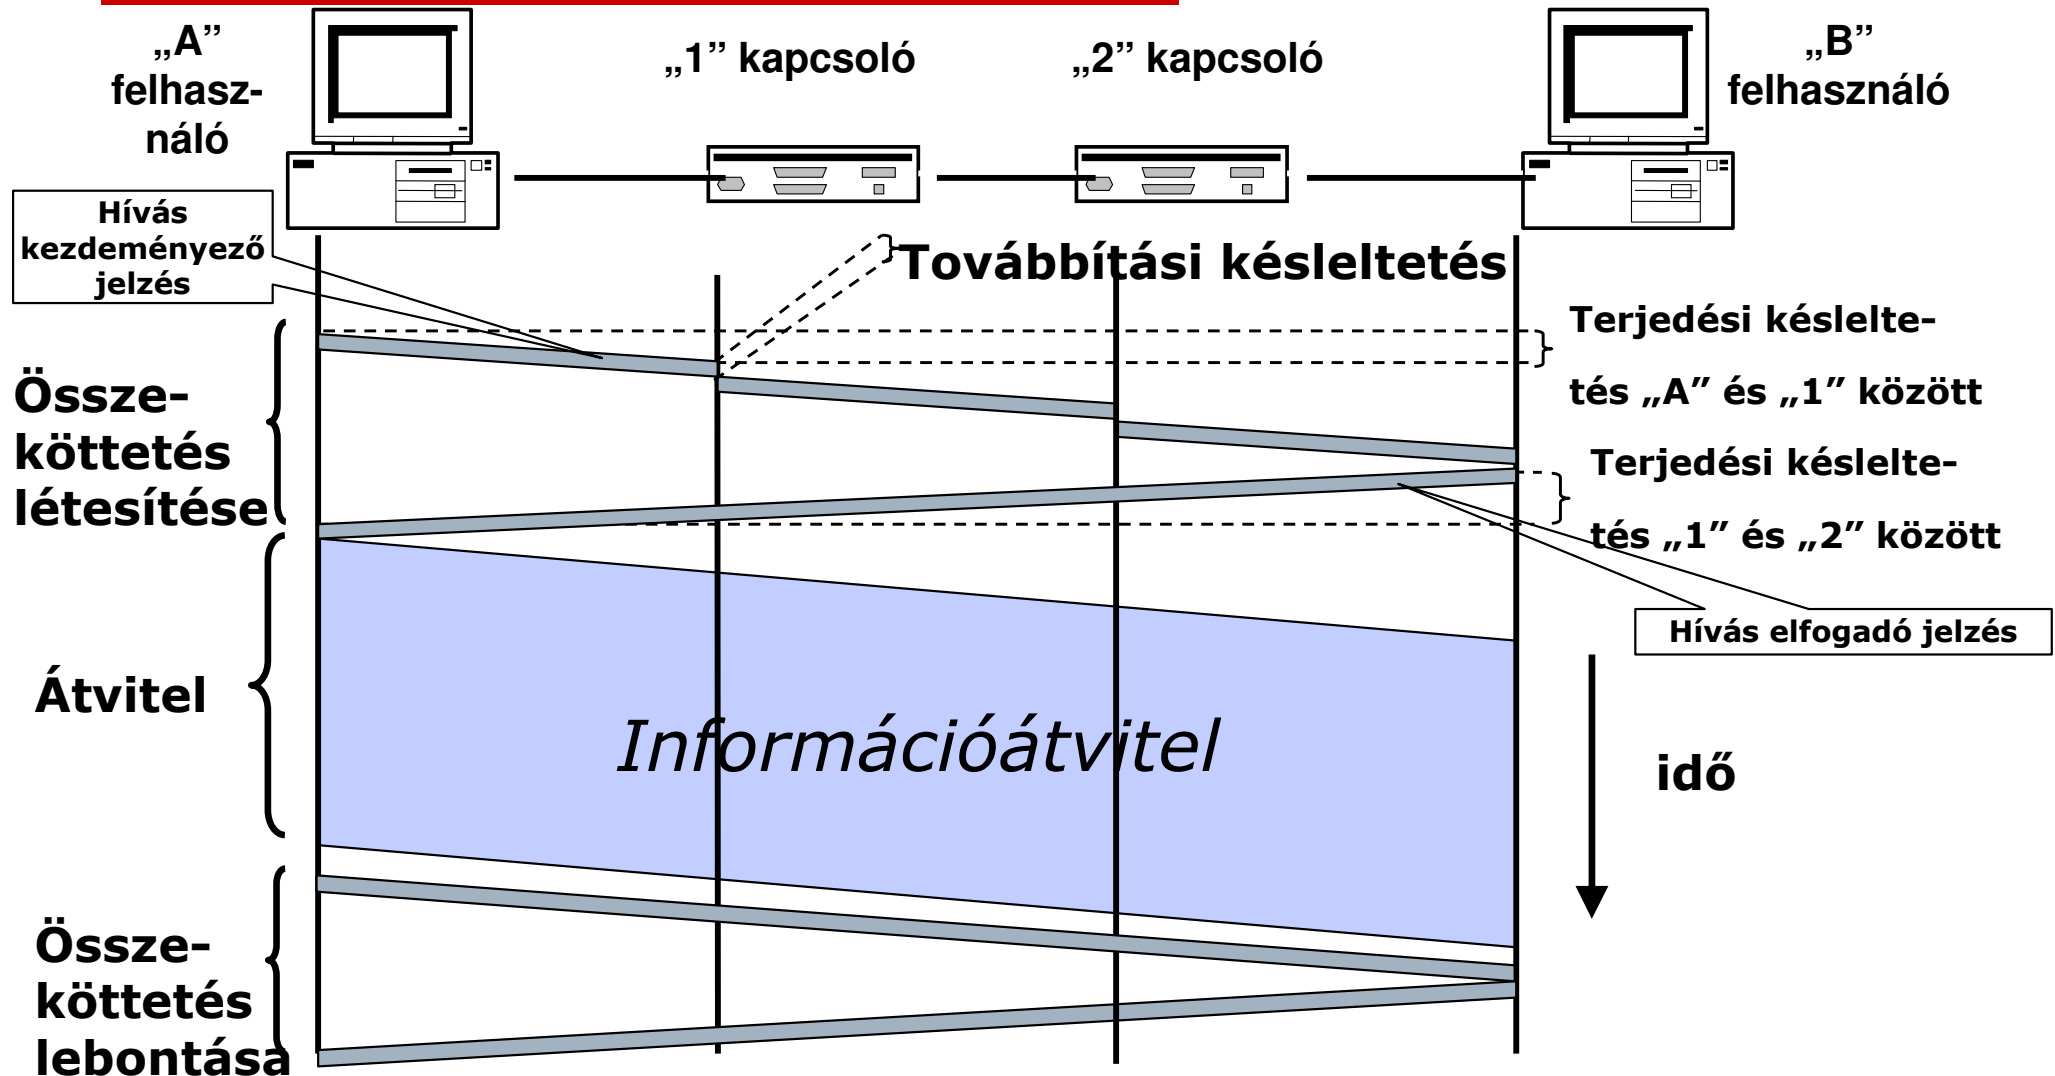 „A”
felhasz-
náló
„1” kapcsoló
„2” kapcsoló
„B”
felhasználó
Hívás
kezdeményező
jelzés
Továbbítási késleltetés
Terjedési késlelte-
tés „A” és „1” között
Össze-
köttetés
létesítése
Terjedési késlelte-
tés „1” és „2” között
Hívás elfogadó jelzés
Átvitel
Információátvitel
idő
Össze-
köttetés
lebontása